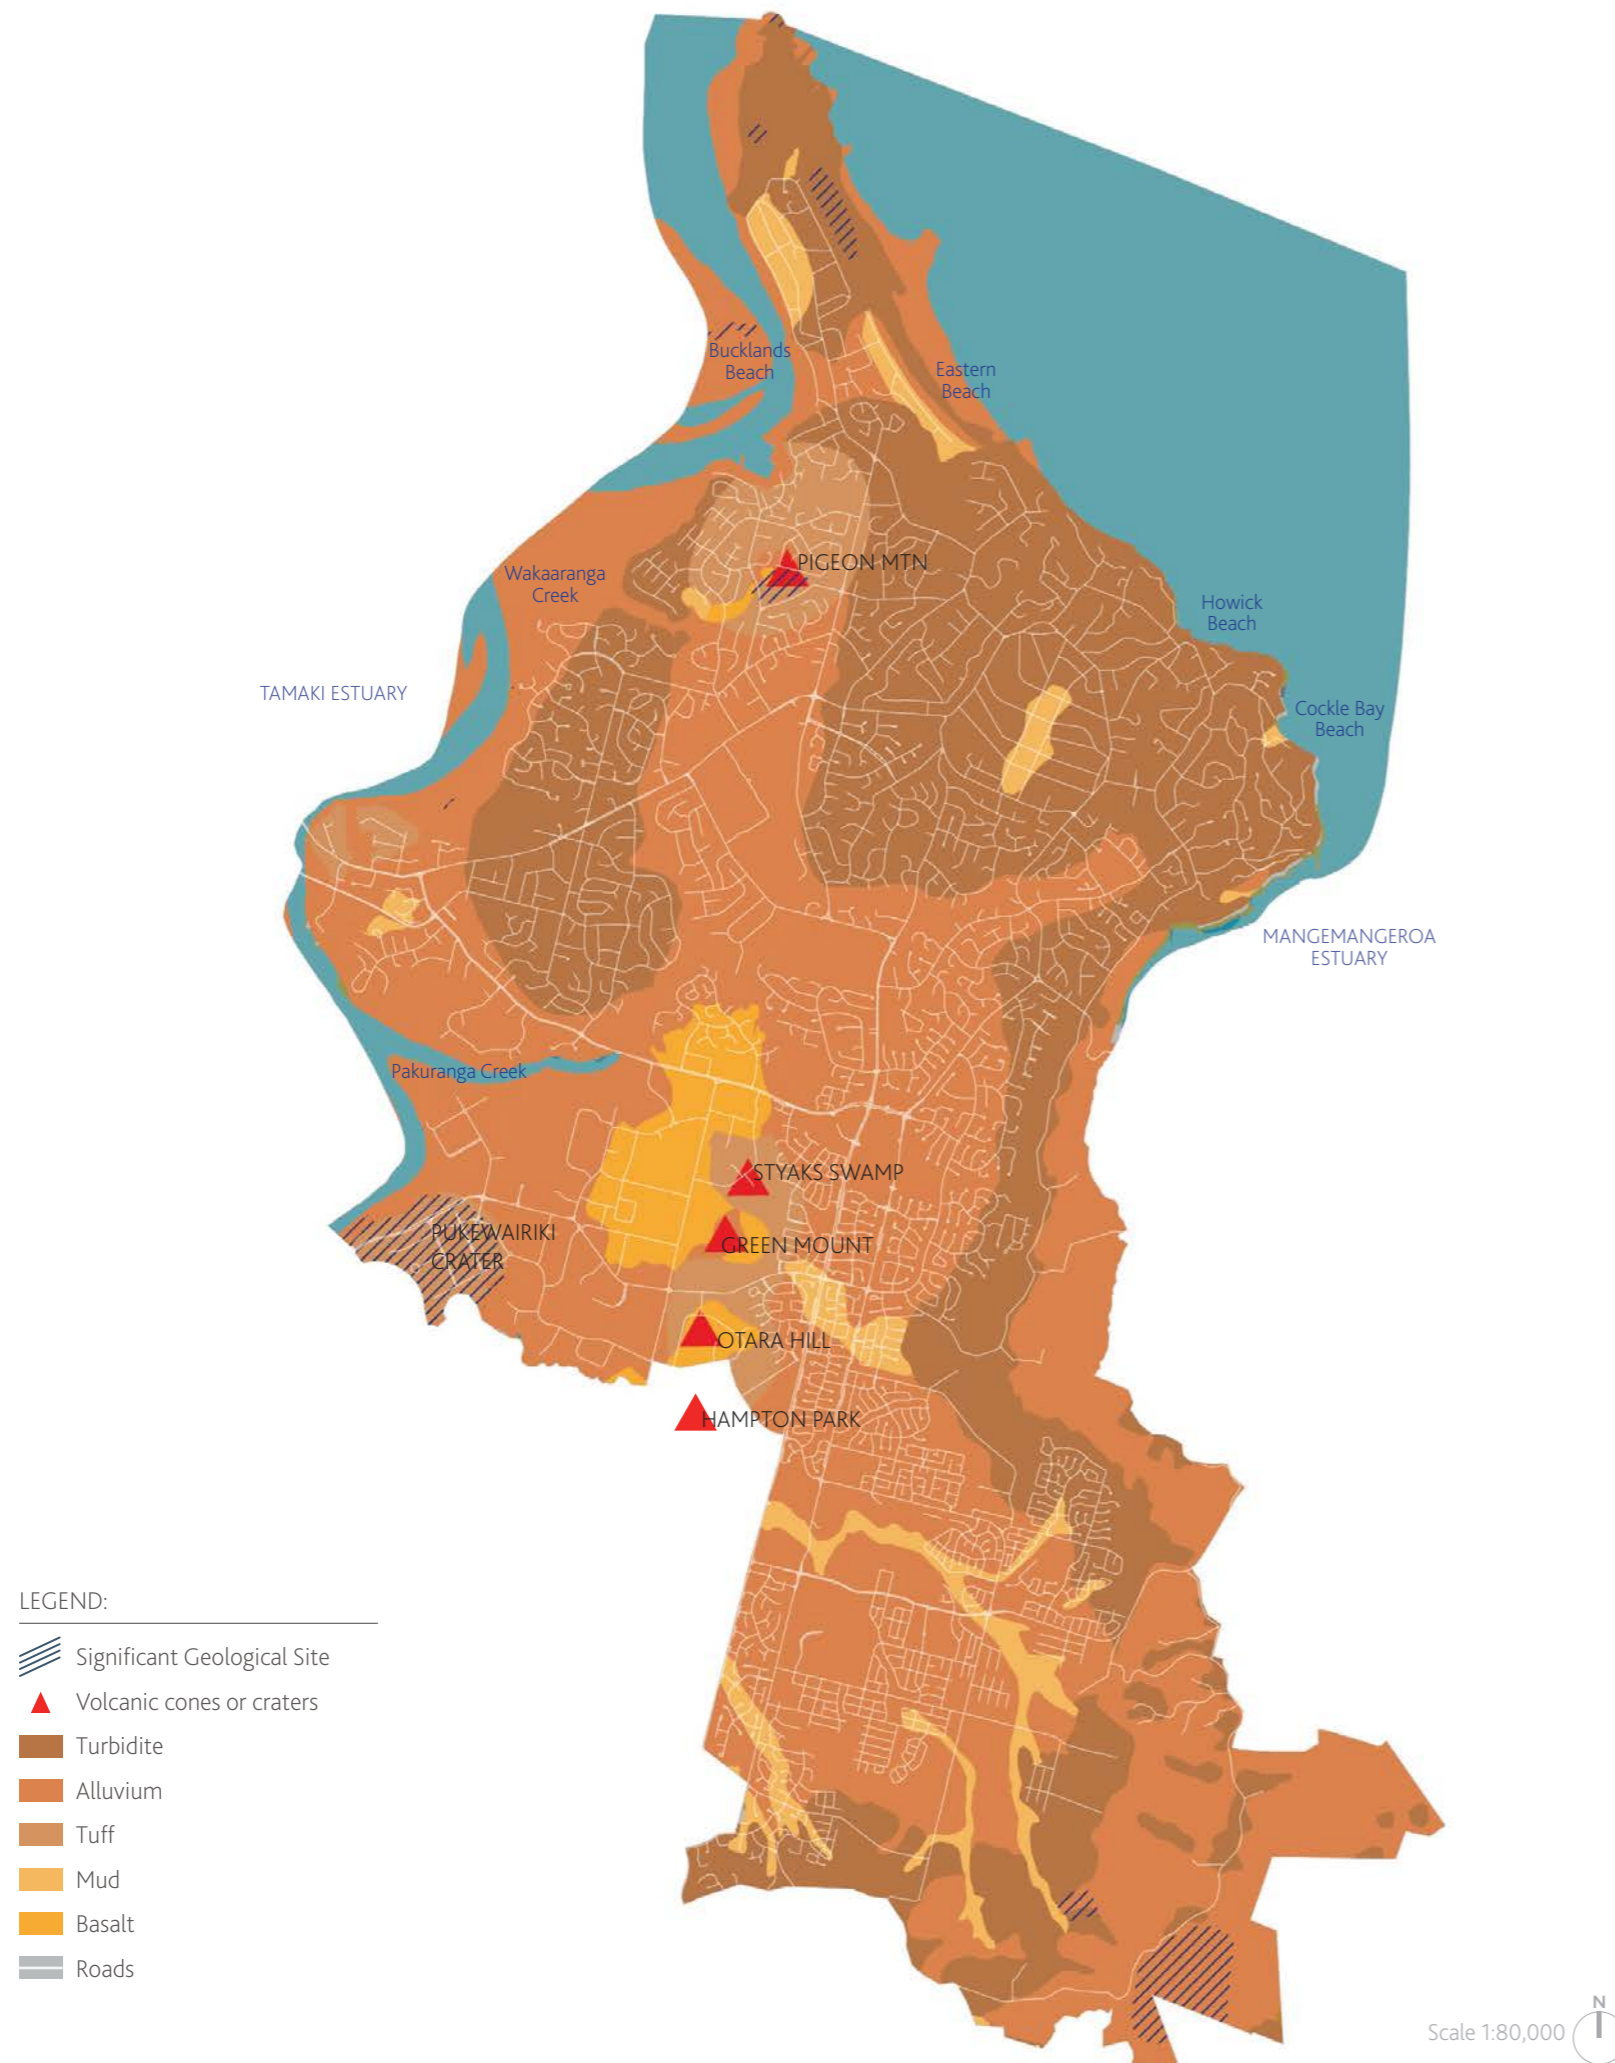 Bucklands
Beach
Eastern
Beach
PIGEON MTN
Wakaaranga
Creek
Howick
Beach
TAMAKI ESTUARY
Cockle Bay
Beach
MANGEMANGEROA
ESTUARY
Pakuranga Creek
STYAKS SWAMP
PUKEWAIRIKI
CRATER
GREEN MOUNT
OTARA HILL
HAMPTON PARK
LEGEND:
Significant Geological Site
Volcanic cones or craters
Turbidite
Alluvium
Tuff
Mud
Basalt
Roads
N
Scale 1:80,000